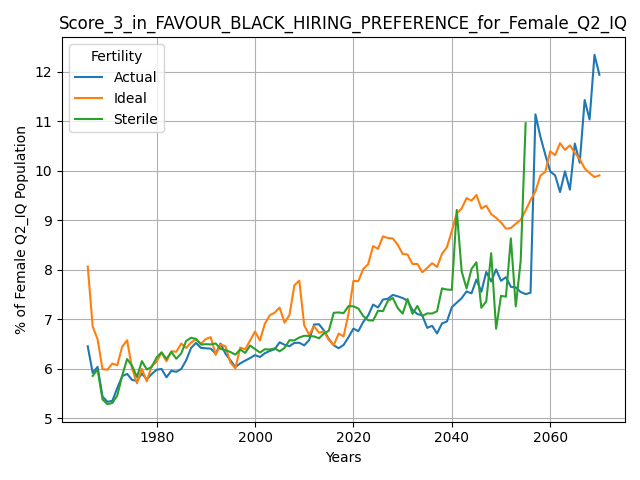 Score_3_in_FAVOUR_BLACK_HIRING_PREFERENCE_for_Female_Q2_IQ
Fertility
Actual
Ideal
Sterile
% of Female Q2_IQ Population
12
11
10
9
8
7
6
5
1980 2000 2020 2040 2060
Years